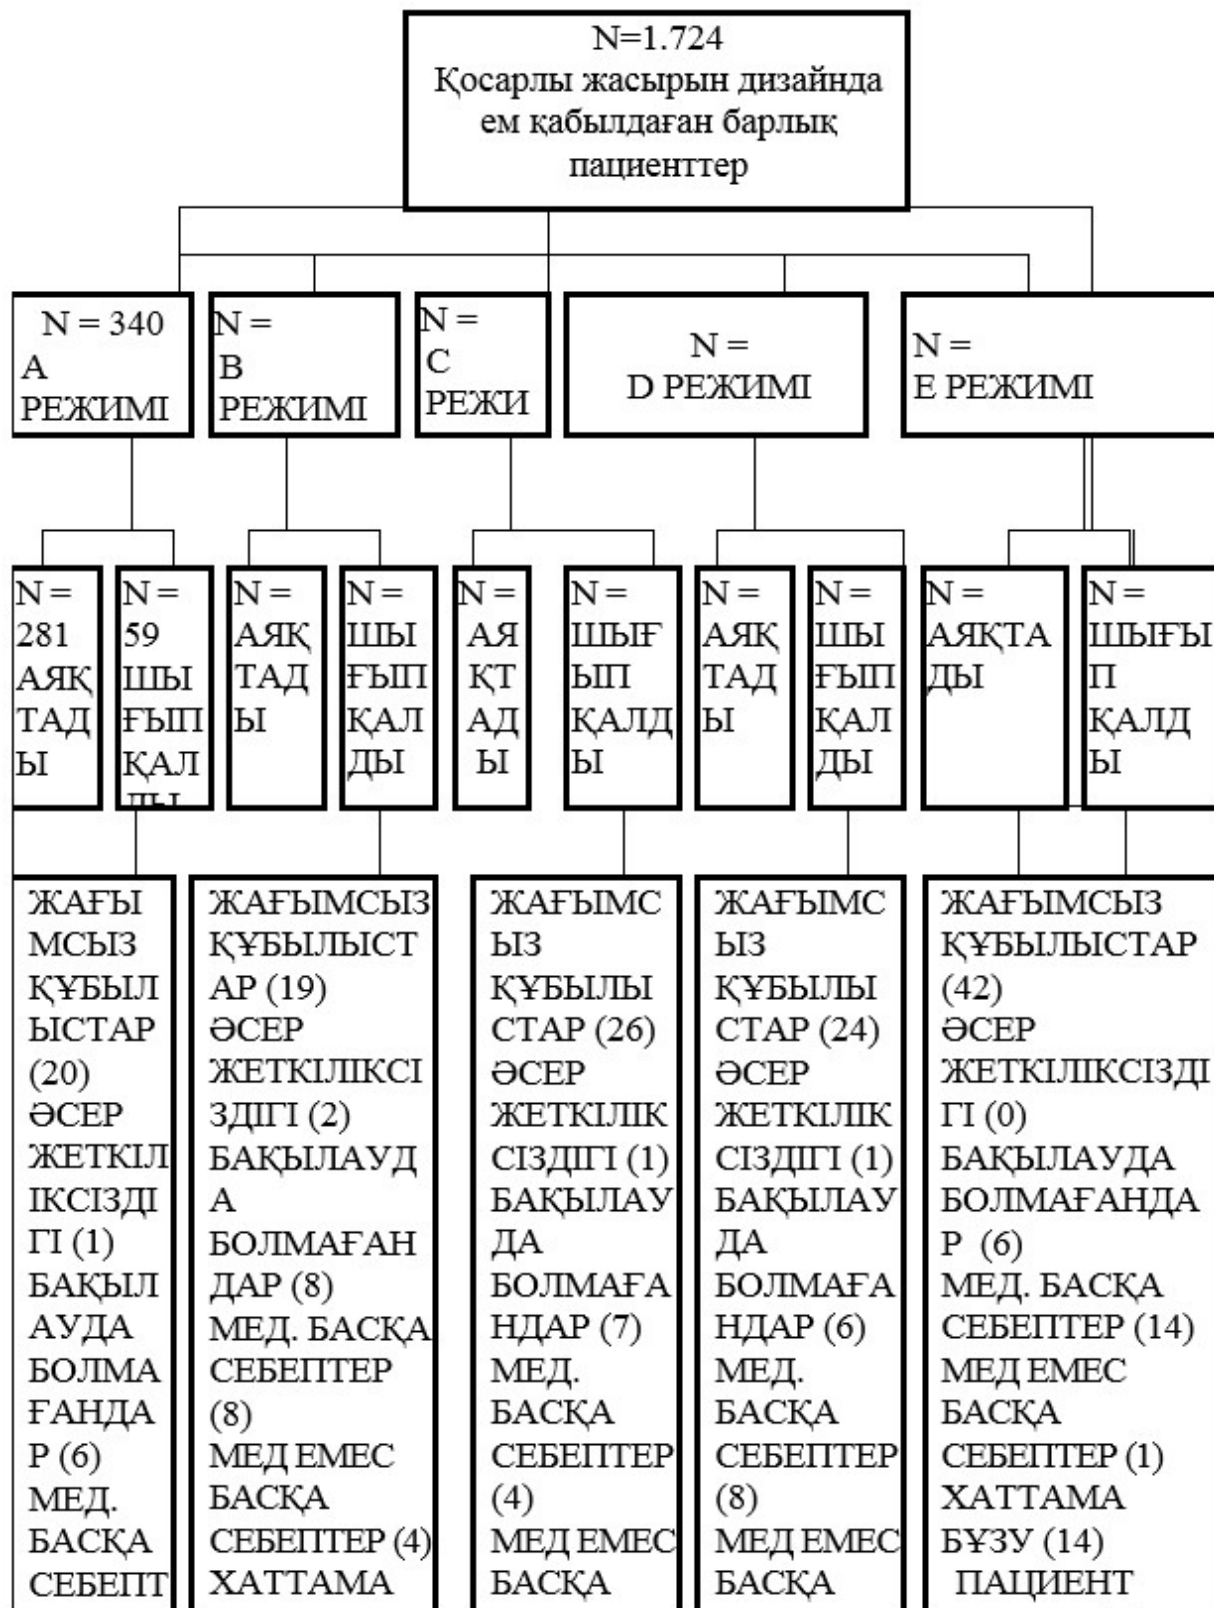 N=1.724
Қосарлы жасырын дизайнда
ем қабылдаған барлық
пациенттер
N = 340
A
РЕЖИМІ
N =
B
РЕЖИМІ
N =
C
РЕЖИ
N =
D РЕЖИМІ
N =
E РЕЖИМІ
N =
281
АЯҚ
ТАД
Ы
N =
59
ШЫ
ҒЫП
ҚАЛ
ДЫ
N =
АЯҚ
ТАД
Ы
N =
ШЫ
ҒЫП
ҚАЛ
ДЫ
N =
АЯ
ҚТ
АД
Ы
N =
ШЫҒ
ЫП
ҚАЛД
Ы
N =
АЯҚ
ТАД
Ы
N =
ШЫ
ҒЫП
ҚАЛ
ДЫ
N =
АЯҚТА
ДЫ
N =
ШЫҒЫ
П
ҚАЛД
Ы
ЖАҒЫ
МСЫЗ
ҚҰБЫЛ
ЫСТАР
(20)
ӘСЕР
ЖЕТКІЛ
ІКСІЗДІ
ГІ (1)
БАҚЫЛ
АУДА
БОЛМА
ҒАНДА
Р (6)
МЕД.
БАСҚА
СЕБЕПТ
ЖАҒЫМСЫЗ
ҚҰБЫЛЫСТ
АР (19)
ӘСЕР
ЖЕТКІЛІКСІ
ЗДІГІ (2)
БАҚЫЛАУД
А
БОЛМАҒАН
ДАР (8)
МЕД. БАСҚА
СЕБЕПТЕР
(8)
МЕД ЕМЕС
БАСҚА
СЕБЕПТЕР (4)
ХАТТАМА
ЖАҒЫМС
ЫЗ
ҚҰБЫЛЫ
СТАР (26)
ӘСЕР
ЖЕТКІЛІК
СІЗДІГІ (1)
БАҚЫЛАУ
ДА
БОЛМАҒА
НДАР (7)
МЕД.
БАСҚА
СЕБЕПТЕР
(4)
МЕД ЕМЕС
БАСҚА
ЖАҒЫМС
ЫЗ
ҚҰБЫЛЫ
СТАР (24)
ӘСЕР
ЖЕТКІЛІК
СІЗДІГІ (1)
БАҚЫЛАУ
ДА
БОЛМАҒА
НДАР (6)
МЕД.
БАСҚА
СЕБЕПТЕР
(8)
МЕД ЕМЕС
БАСҚА
ЖАҒЫМСЫЗ
ҚҰБЫЛЫСТАР
(42)
ӘСЕР
ЖЕТКІЛІКСІЗДІ
ГІ (0)
БАҚЫЛАУДА
БОЛМАҒАНДА
Р (6)
МЕД. БАСҚА
СЕБЕПТЕР (14)
МЕД ЕМЕС
БАСҚА
СЕБЕПТЕР (1)
ХАТТАМА
БҰЗУ (14)
ПАЦИЕНТ